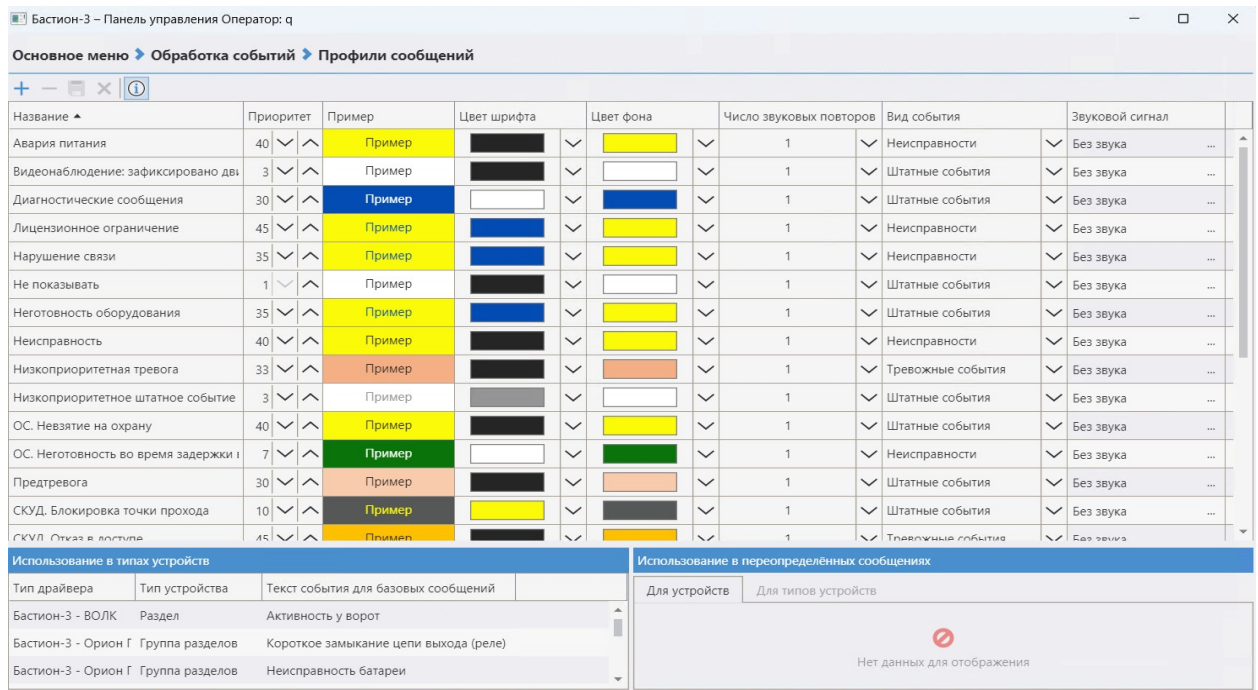 Бастион-3 – Панель управления Оператор: q
Основное меню Обработка событий Профили сообщений
Название Приоритет Пример Цвет шрифта Цвет фона Число звуковых повторов Вид события Звуковой сигнал
Авария питания 40 Пример 1 Неисправности Без звука ...
Видеонаблюдение: зафиксировано дви 3 Пример 1 Штатные события Без звука ...
Диагностические сообщения 30 Пример 1 Штатные события Без звука ...
Лицензионное ограничение 45 Пример 1 Неисправности Без звука ...
Нарушение связи 35 Пример 1 Неисправности Без звука ...
Не показывать 1 Пример 1 Штатные события Без звука ...
Неготовность оборудования 35 Пример 1 Штатные события Без звука ...
Неисправность 40 Пример 1 Неисправности Без звука ...
Низкоприоритетная тревога 33 Пример 1 Тревожные события Без звука ...
Низкоприоритетное штатное событие 3 Пример 1 Штатные события Без звука ...
ОС. Невзятие на охрану 40 Пример 1 Штатные события Без звука ...
ОС. Неготовность во время задержки 7 Пример 1 Неисправности Без звука ...
Предтревога 30 Пример 1 Штатные события Без звука ...
СКУД. Блокировка точки прохода 10 Пример 1 Штатные события Без звука ...
СКУД. Отказ в доступе 45 Пример 1 Тревожные события Без звука
Использование в типах устройств Использование в переопределённых сообщениях
Тип драйвера Тип устройства Текст события для базовых сообщений Для устройств Для типов устройств
Бастион-3 - ВОЛК Раздел Активность у ворот
Бастион-3 - Орион Группа разделов Короткое замыкание цепи выхода (реле)
Нет данных для отображения
Бастион-3 - Орион Группа разделов Неисправность батареи